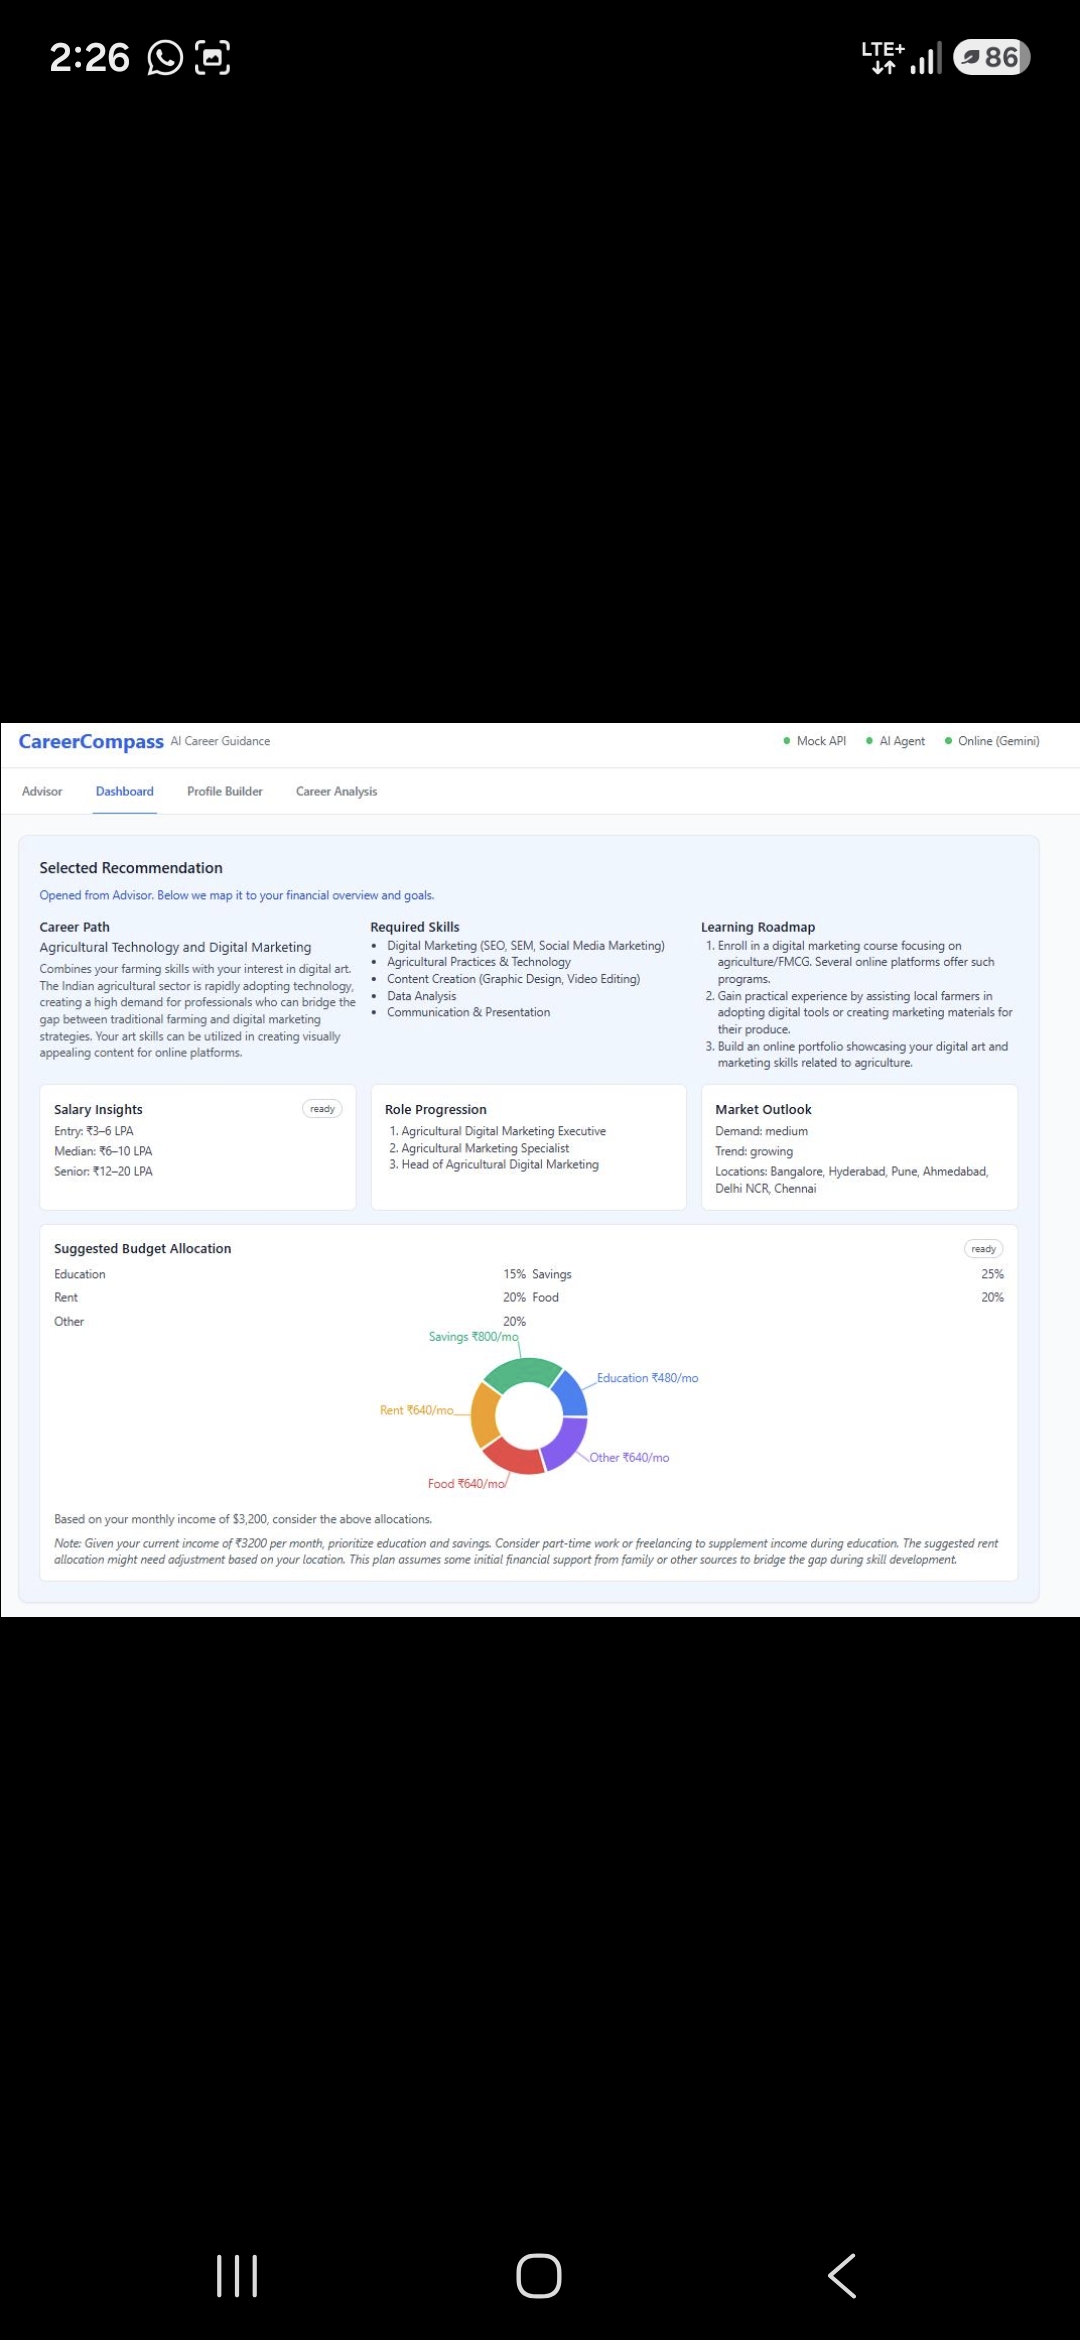 2:26
LTE+
86
CareerCompass AI Career Guidance
Mock API
AI Agent
Online (Gemini)
Advisor
Dashboard
Profile Builder
Career Analysis
Selected Recommendation
Opened from Advisor. Below we map it to your financial overview and goals.
Career Path
Agricultural Technology and Digital Marketing
Combines your farming skills with your interest in digital art.
The Indian agricultural sector is rapidly adopting technology,
creating a high demand for professionals who can bridge the
gap between traditional farming and digital marketing
strategies. Your art skills can be utilized in creating visually
appealing content for online platforms.
Required Skills
• Digital Marketing (SEO, SEM, Social Media Marketing)
• Agricultural Practices & Technology
• Content Creation (Graphic Design, Video Editing)
• Data Analysis
• Communication & Presentation
Learning Roadmap
1. Enroll in a digital marketing course focusing on
agriculture/FMCG. Several online platforms offer such
programs.
2. Gain practical experience by assisting local farmers in
adopting digital tools or creating marketing materials for
their produce.
3. Build an online portfolio showcasing your digital art and
marketing skills related to agriculture.
Salary Insights
ready
Entry: ₹3–6 LPA
Median: ₹6–10 LPA
Senior: ₹12–20 LPA
Role Progression
1. Agricultural Digital Marketing Executive
2. Agricultural Marketing Specialist
3. Head of Agricultural Digital Marketing
Market Outlook
Demand: medium
Trend: growing
Locations: Bangalore, Hyderabad, Pune, Ahmedabad,
Delhi NCR, Chennai
Suggested Budget Allocation
ready
Education 15% Savings 25%
Rent 20% Food 20%
Other 20%
Savings ₹800/mo
Education ₹480/mo
Rent ₹640/mo
Other ₹640/mo
Food ₹640/mo
Based on your monthly income of $3,200, consider the above allocations.
Note: Given your current income of ₹3200 per month, prioritize education and savings. Consider part-time work or freelancing to supplement income during education. The suggested rent
allocation might need adjustment based on your location. This plan assumes some initial financial support from family or other sources to bridge the gap during skill development.